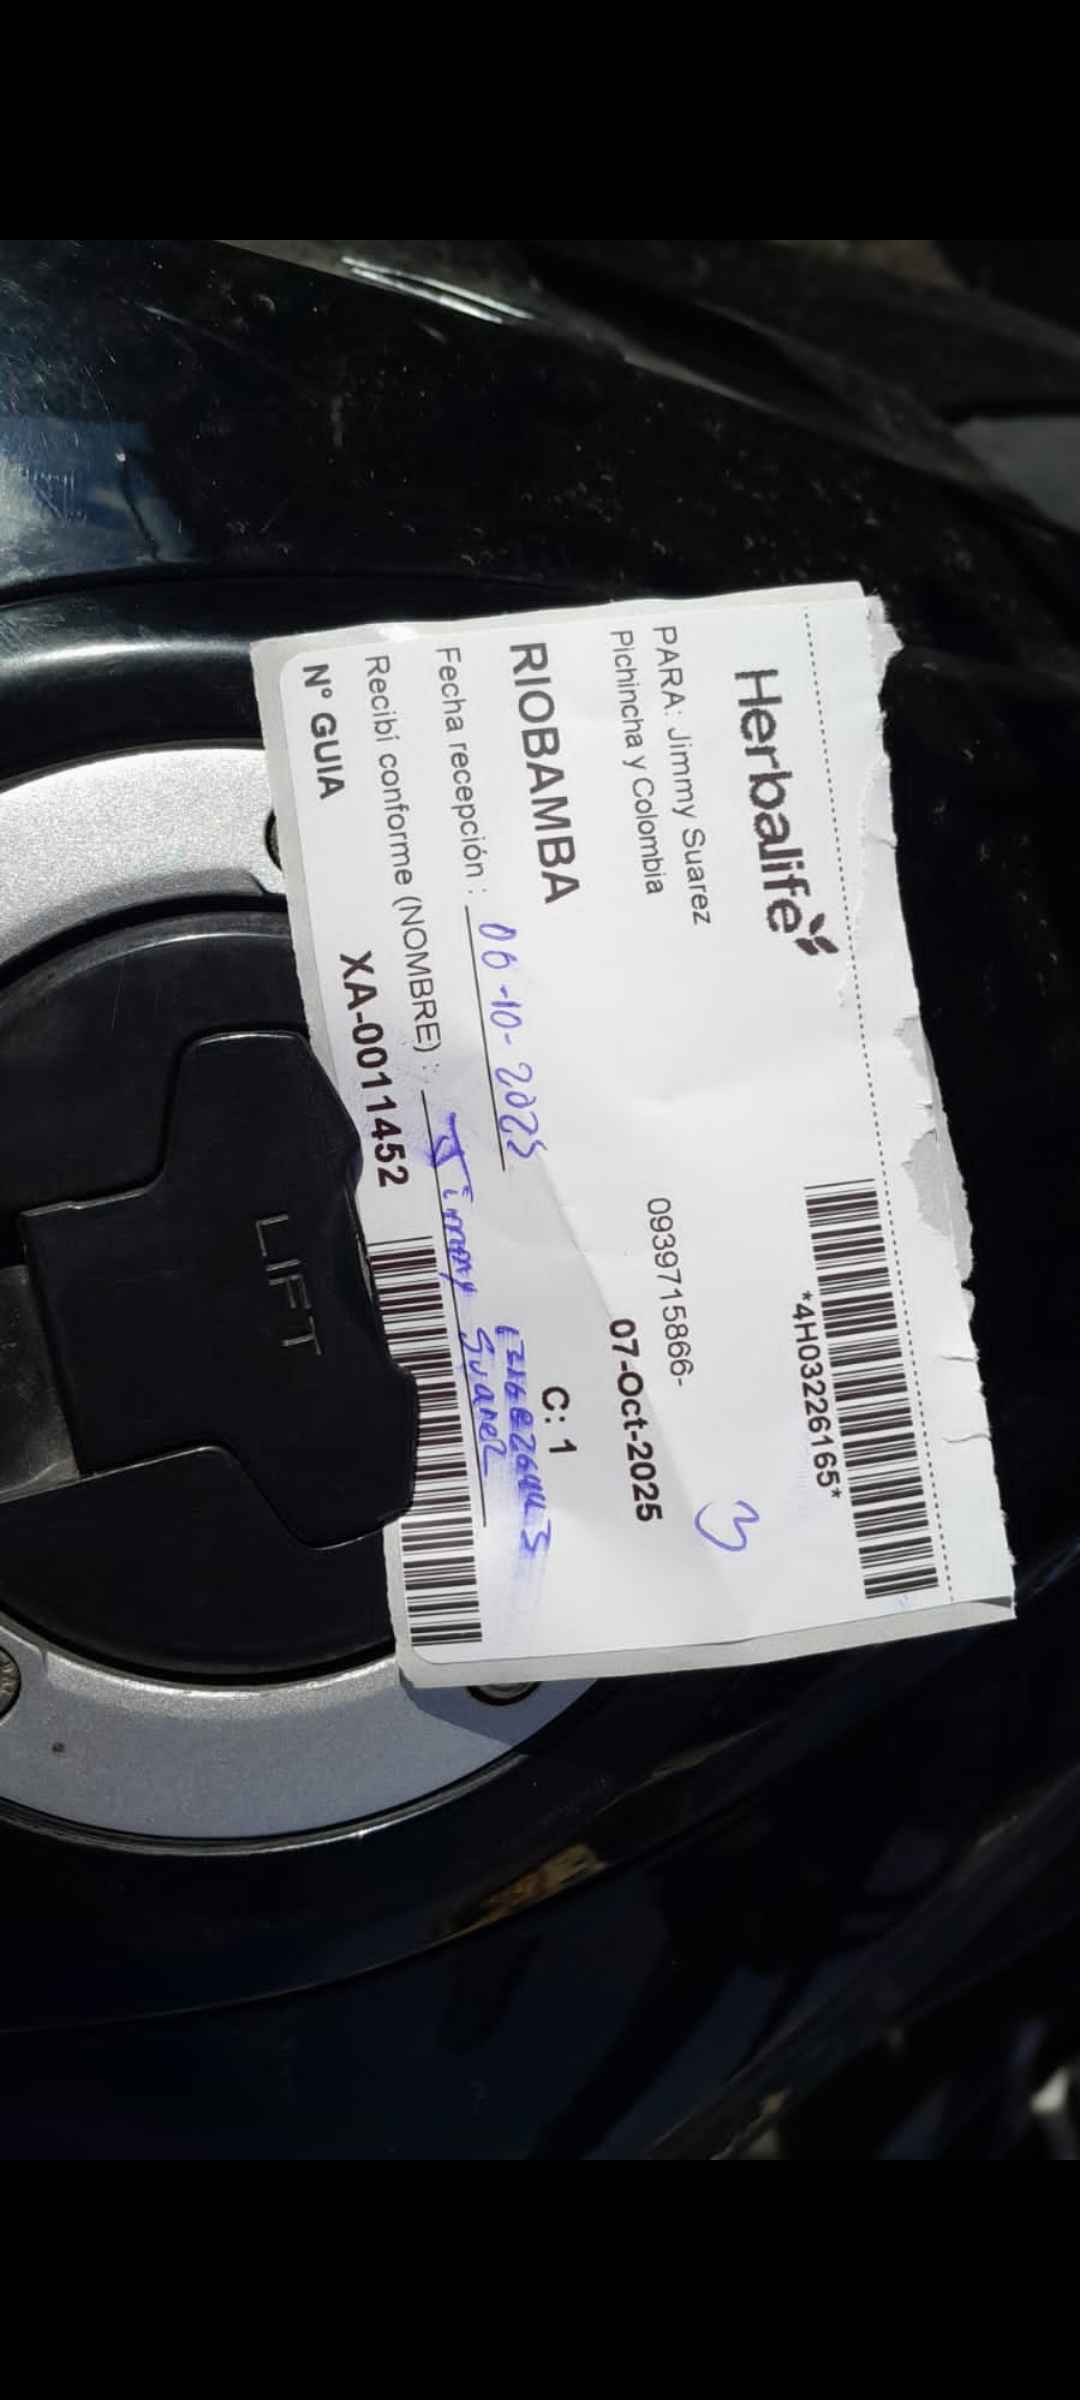 Herbalife
*4H03226165*
PARA: Jimmy Suarez
0939715866-
Pichincha y Colombia
07-Oct-2025
3
RIOBAMBA
C: 1
Fecha recepción : 06-10-2025
Recibí conforme (NOMBRE) : Jimmy Suarez
Nº GUIA
XA-0011452
LIFT